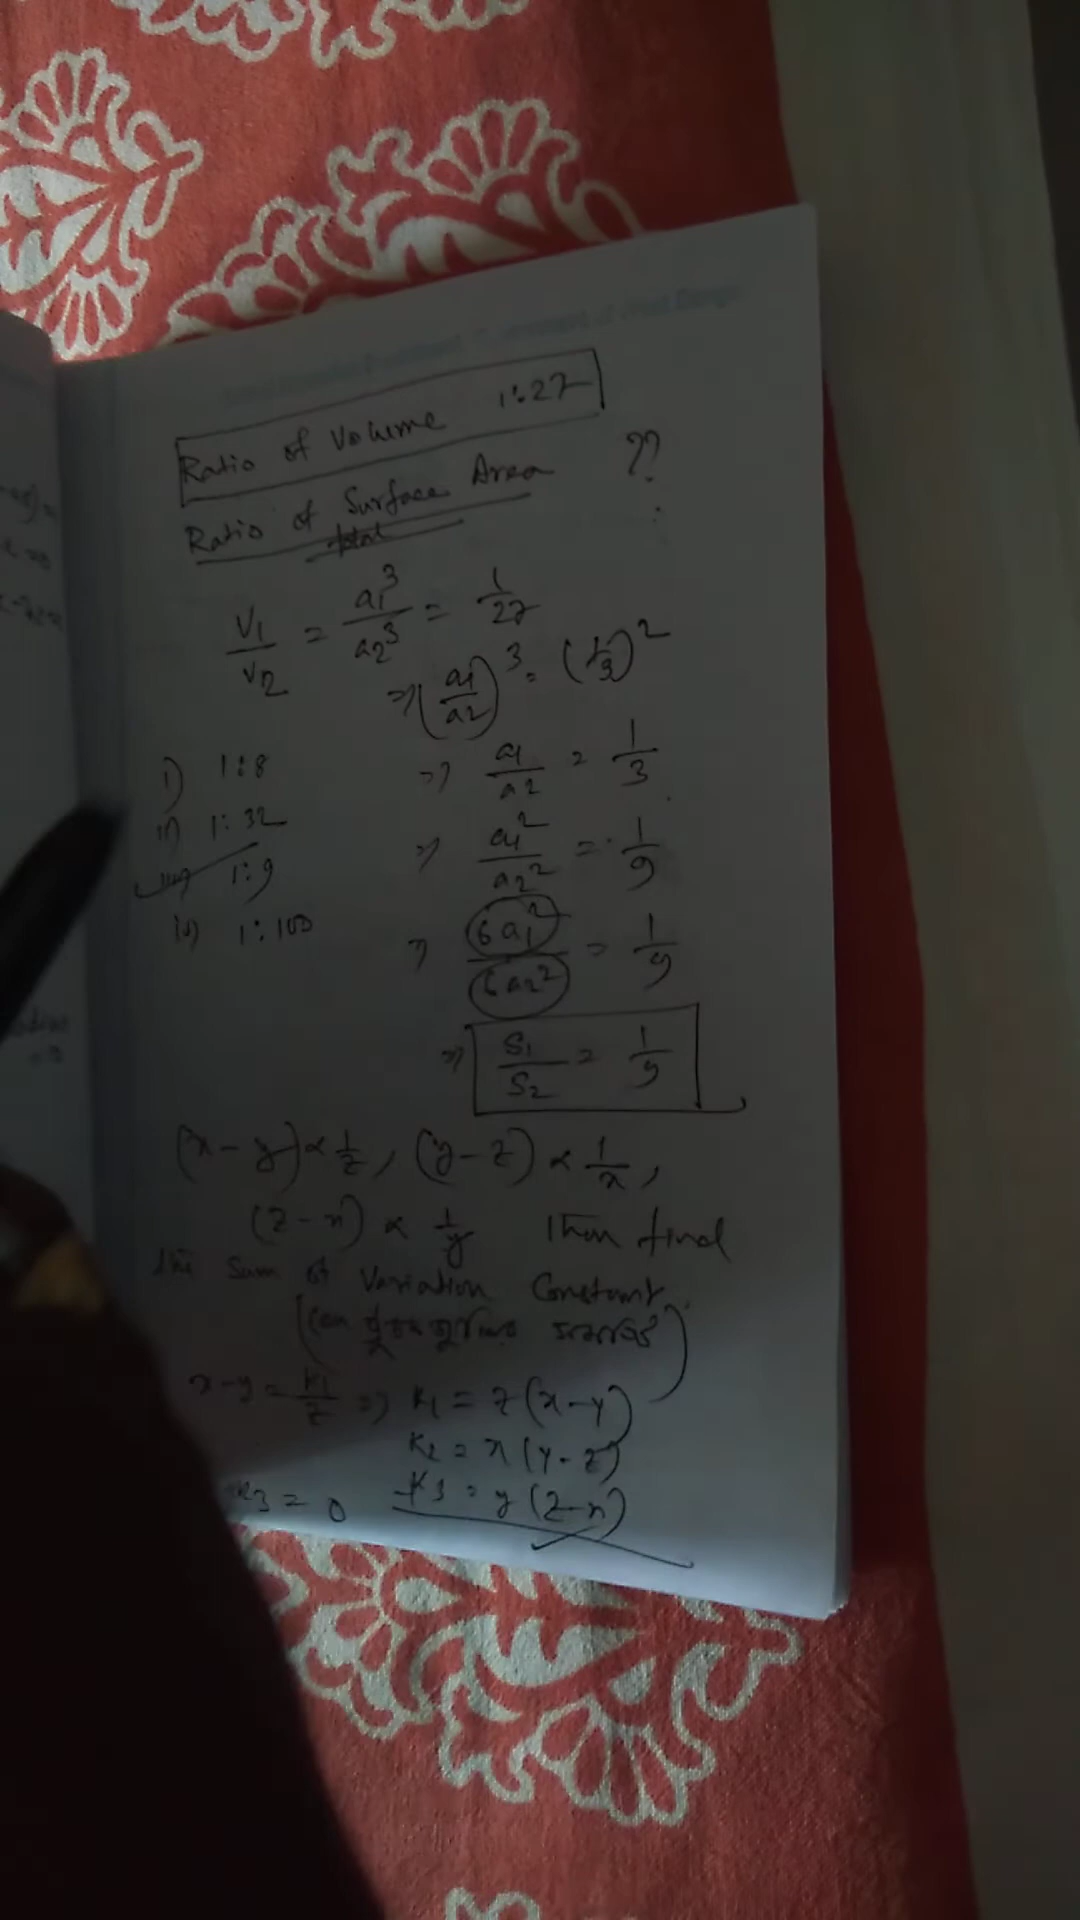 Ratio of Volume 1:27
Ratio of Surface Area ??
V1/V2 = a1³/a2³ = 1/27
⇒ (a1/a2)³ = (1/3)²
i) 1:8
⇒ a1/a2 = 1/3
ii) 1:32
iii) 1:9
⇒ a1²/a2² = 1/9
iv) 1:100
⇒ 6a1²/6a2² = 1/9
⇒ S1/S2 = 1/9
(x-y) ∝ 1/z, (y-z) ∝ 1/x,
(z-x) ∝ 1/y then find
the Sum of Variation Constant.
x-y = K1/z ⇒ K1 = z(x-y)
K2 = x(y-z)
K3 = 0 K3 = y(z-x)